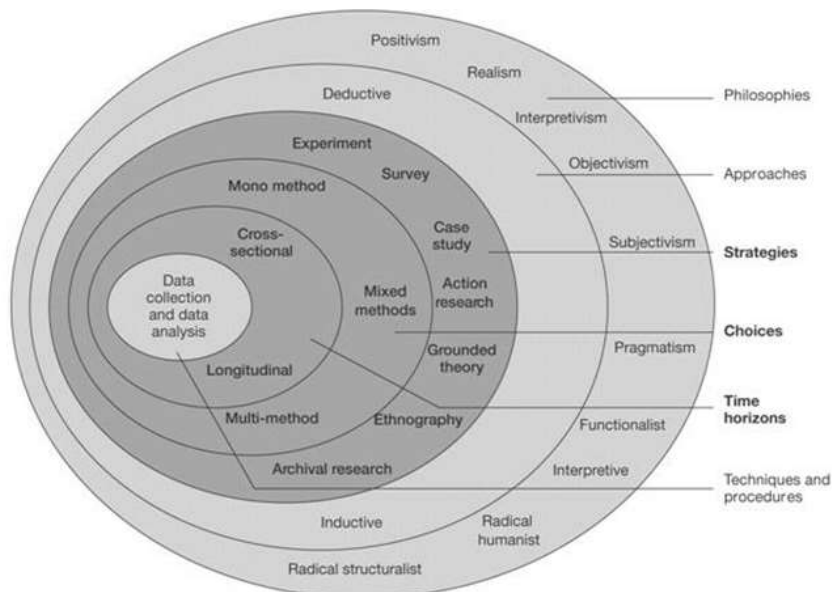 Positivism
Realism
Philosophies
Deductive
Interpretivism
Experiment
Objectivism
Approaches
Survey
Mono method
Cross-
sectional
Case
study
Subjectivism
Strategies
Data
collection
and data
analysis
Mixed
methods
Action
research
Choices
Grounded
theory
Pragmatism
Longitudinal
Time
horizons
Multi-method
Ethnography
Functionalist
Archival research
Interpretive
Techniques and
procedures
Inductive
Radical
humanist
Radical structuralist